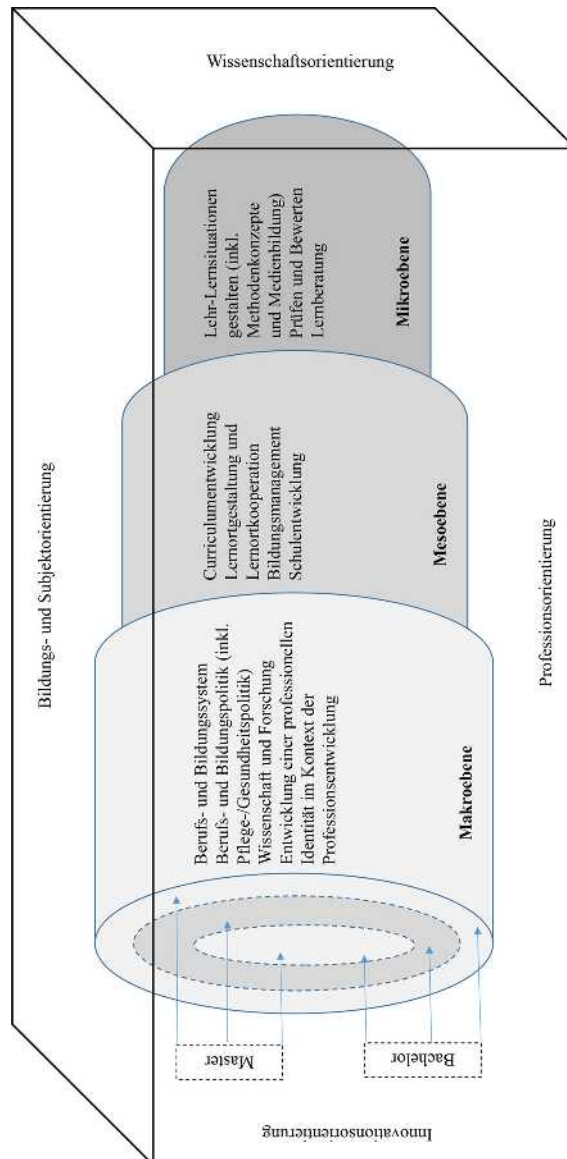 Wissenschaftsorientierung
Bildungs- und Subjektorientierung
Berufs- und Bildungssystem
Berufs- und Bildungspolitik (inkl.
Pflege-/Gesundheitspolitik)
Wissenschaft und Forschung
Entwicklung einer professionellen
Identität im Kontext der
Professionsentwicklung
Makroebene
Curriculumentwicklung
Lernortgestaltung und
Lernortkooperation
Bildungsmanagement
Schulentwicklung
Mesoebene
Lehr-Lernsituationen
gestalten (inkl.
Methodenkonzepte
und Medienbildung)
Prüfen und Bewerten
Lernberatung
Mikroebene
Master
Bachelor
Innovationsorientierung
Professionsorientierung